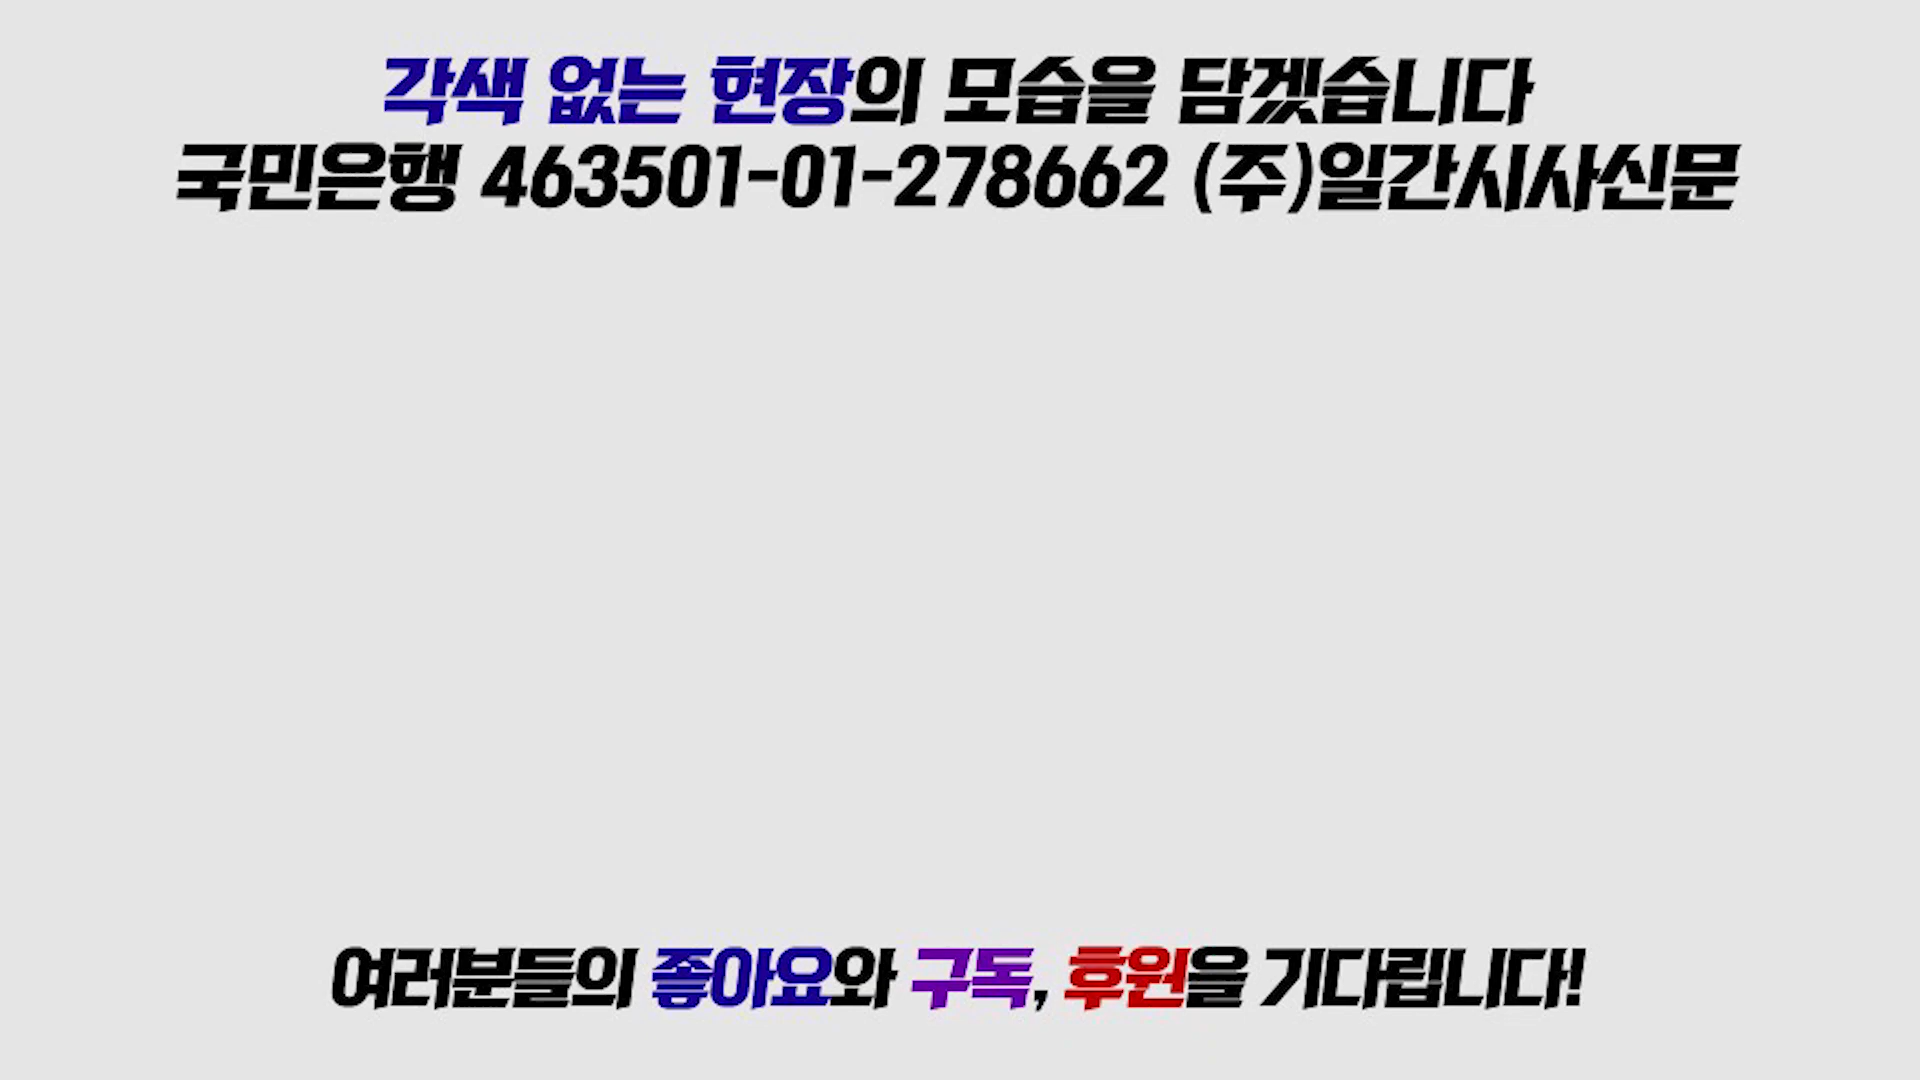 각색 없는 현장의 모습을 담겠습니다
국민은행 463501-01-278662 (주)일간시사신문
여러분들의 좋아요와 구독, 후원을 기다립니다!